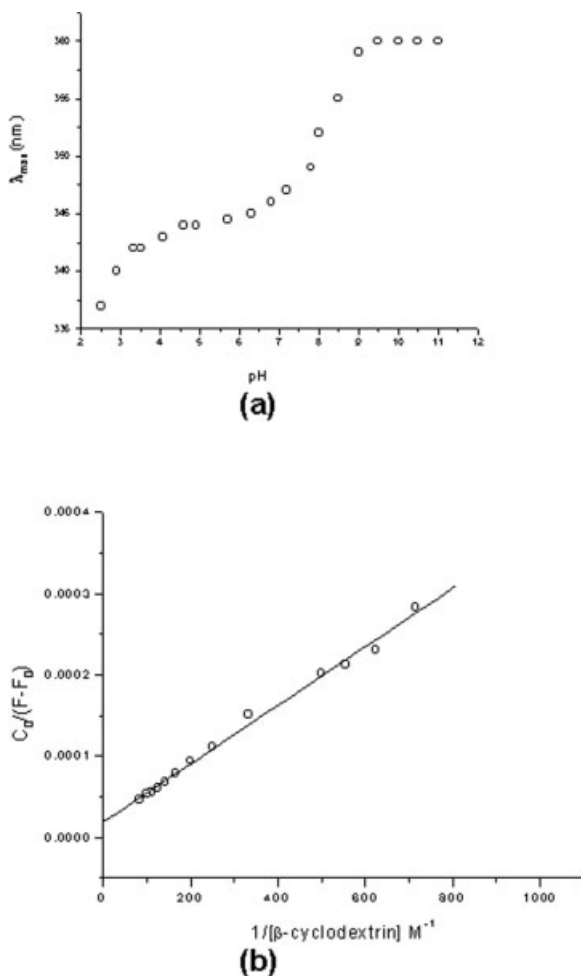 360
355
350
345
340
335
λmax(nm)
2 3 4 5 6 7 8 9 10 11 12
pH
(a)
0.0004
0.0003
0.0002
0.0001
0.0000
C₀/(F-F₀)
0 200 400 600 800 1000
1/[β-cyclodextrin] M⁻¹
(b)